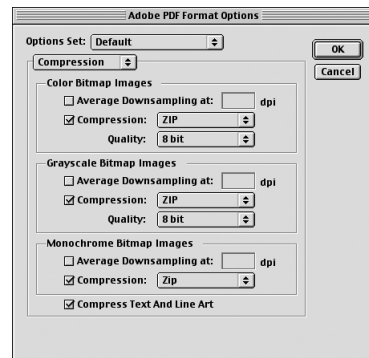 Adobe PDF Format Options
Options Set: Default
OK
Compression
Cancel
Color Bitmap Images
Average Downsampling at: dpi
Compression: ZIP
Quality: 8 bit
Grayscale Bitmap Images
Average Downsampling at: dpi
Compression: ZIP
Quality: 8 bit
Monochrome Bitmap Images
Average Downsampling at: dpi
Compression: Zip
Compress Text And Line Art